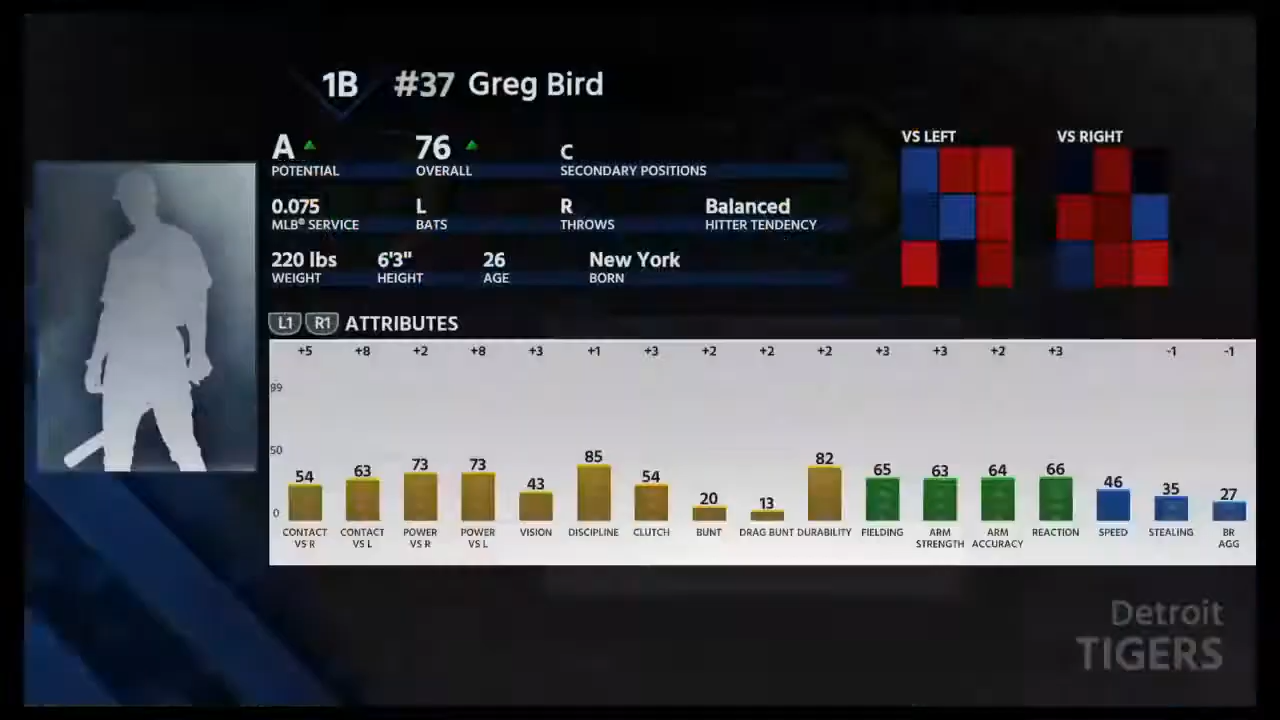 1B #37 Greg Bird
A 76 C
POTENTIAL OVERALL SECONDARY POSITIONS
0.075 L R Balanced
MLB® SERVICE BATS THROWS HITTER TENDENCY
220 lbs 6'3" 26 New York
WEIGHT HEIGHT AGE BORN
VS LEFT VS RIGHT
L1 R1 ATTRIBUTES
+5 +8 +2 +8 +3 +1 +3 +2 +2 +2 +3 +3 +2 +3 -1 -1
99
50
0
54 63 73 73 43 85 54 20 13 82 65 63 64 66 46 35 27
CONTACT CONTACT POWER POWER VISION DISCIPLINE CLUTCH BUNT DRAG BUNT DURABILITY FIELDING ARM ARM REACTION SPEED STEALING BR
VS R VS L VS R VS L STRENGTH ACCURACY AGG
Detroit
TIGERS